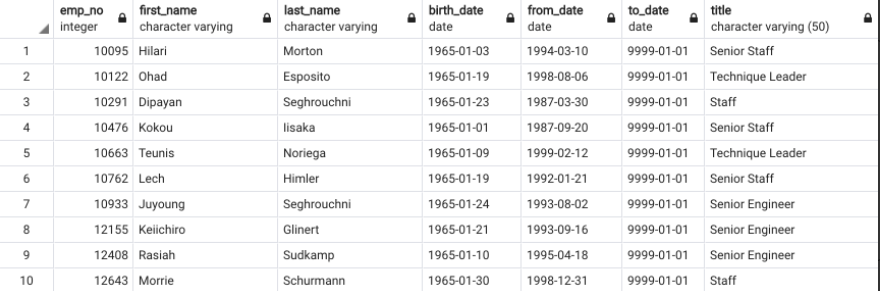 emp_no first_name last_name birth_date from_date to_date title
integer character varying character varying date date date character varying (50)
1 10095 Hilari Morton 1965-01-03 1994-03-10 9999-01-01 Senior Staff
2 10122 Ohad Esposito 1965-01-19 1998-08-06 9999-01-01 Technique Leader
3 10291 Dipayan Seghrouchni 1965-01-23 1987-03-30 9999-01-01 Staff
4 10476 Kokou Iisaka 1965-01-01 1987-09-20 9999-01-01 Senior Staff
5 10663 Teunis Noriega 1965-01-09 1999-02-12 9999-01-01 Technique Leader
6 10762 Lech Himler 1965-01-19 1992-01-21 9999-01-01 Senior Staff
7 10933 Juyoung Seghrouchni 1965-01-24 1993-08-02 9999-01-01 Senior Engineer
8 12155 Keiichiro Glinert 1965-01-21 1993-09-16 9999-01-01 Senior Engineer
9 12408 Rasiah Sudkamp 1965-01-10 1995-04-18 9999-01-01 Senior Engineer
10 12643 Morrie Schurmann 1965-01-30 1998-12-31 9999-01-01 Staff